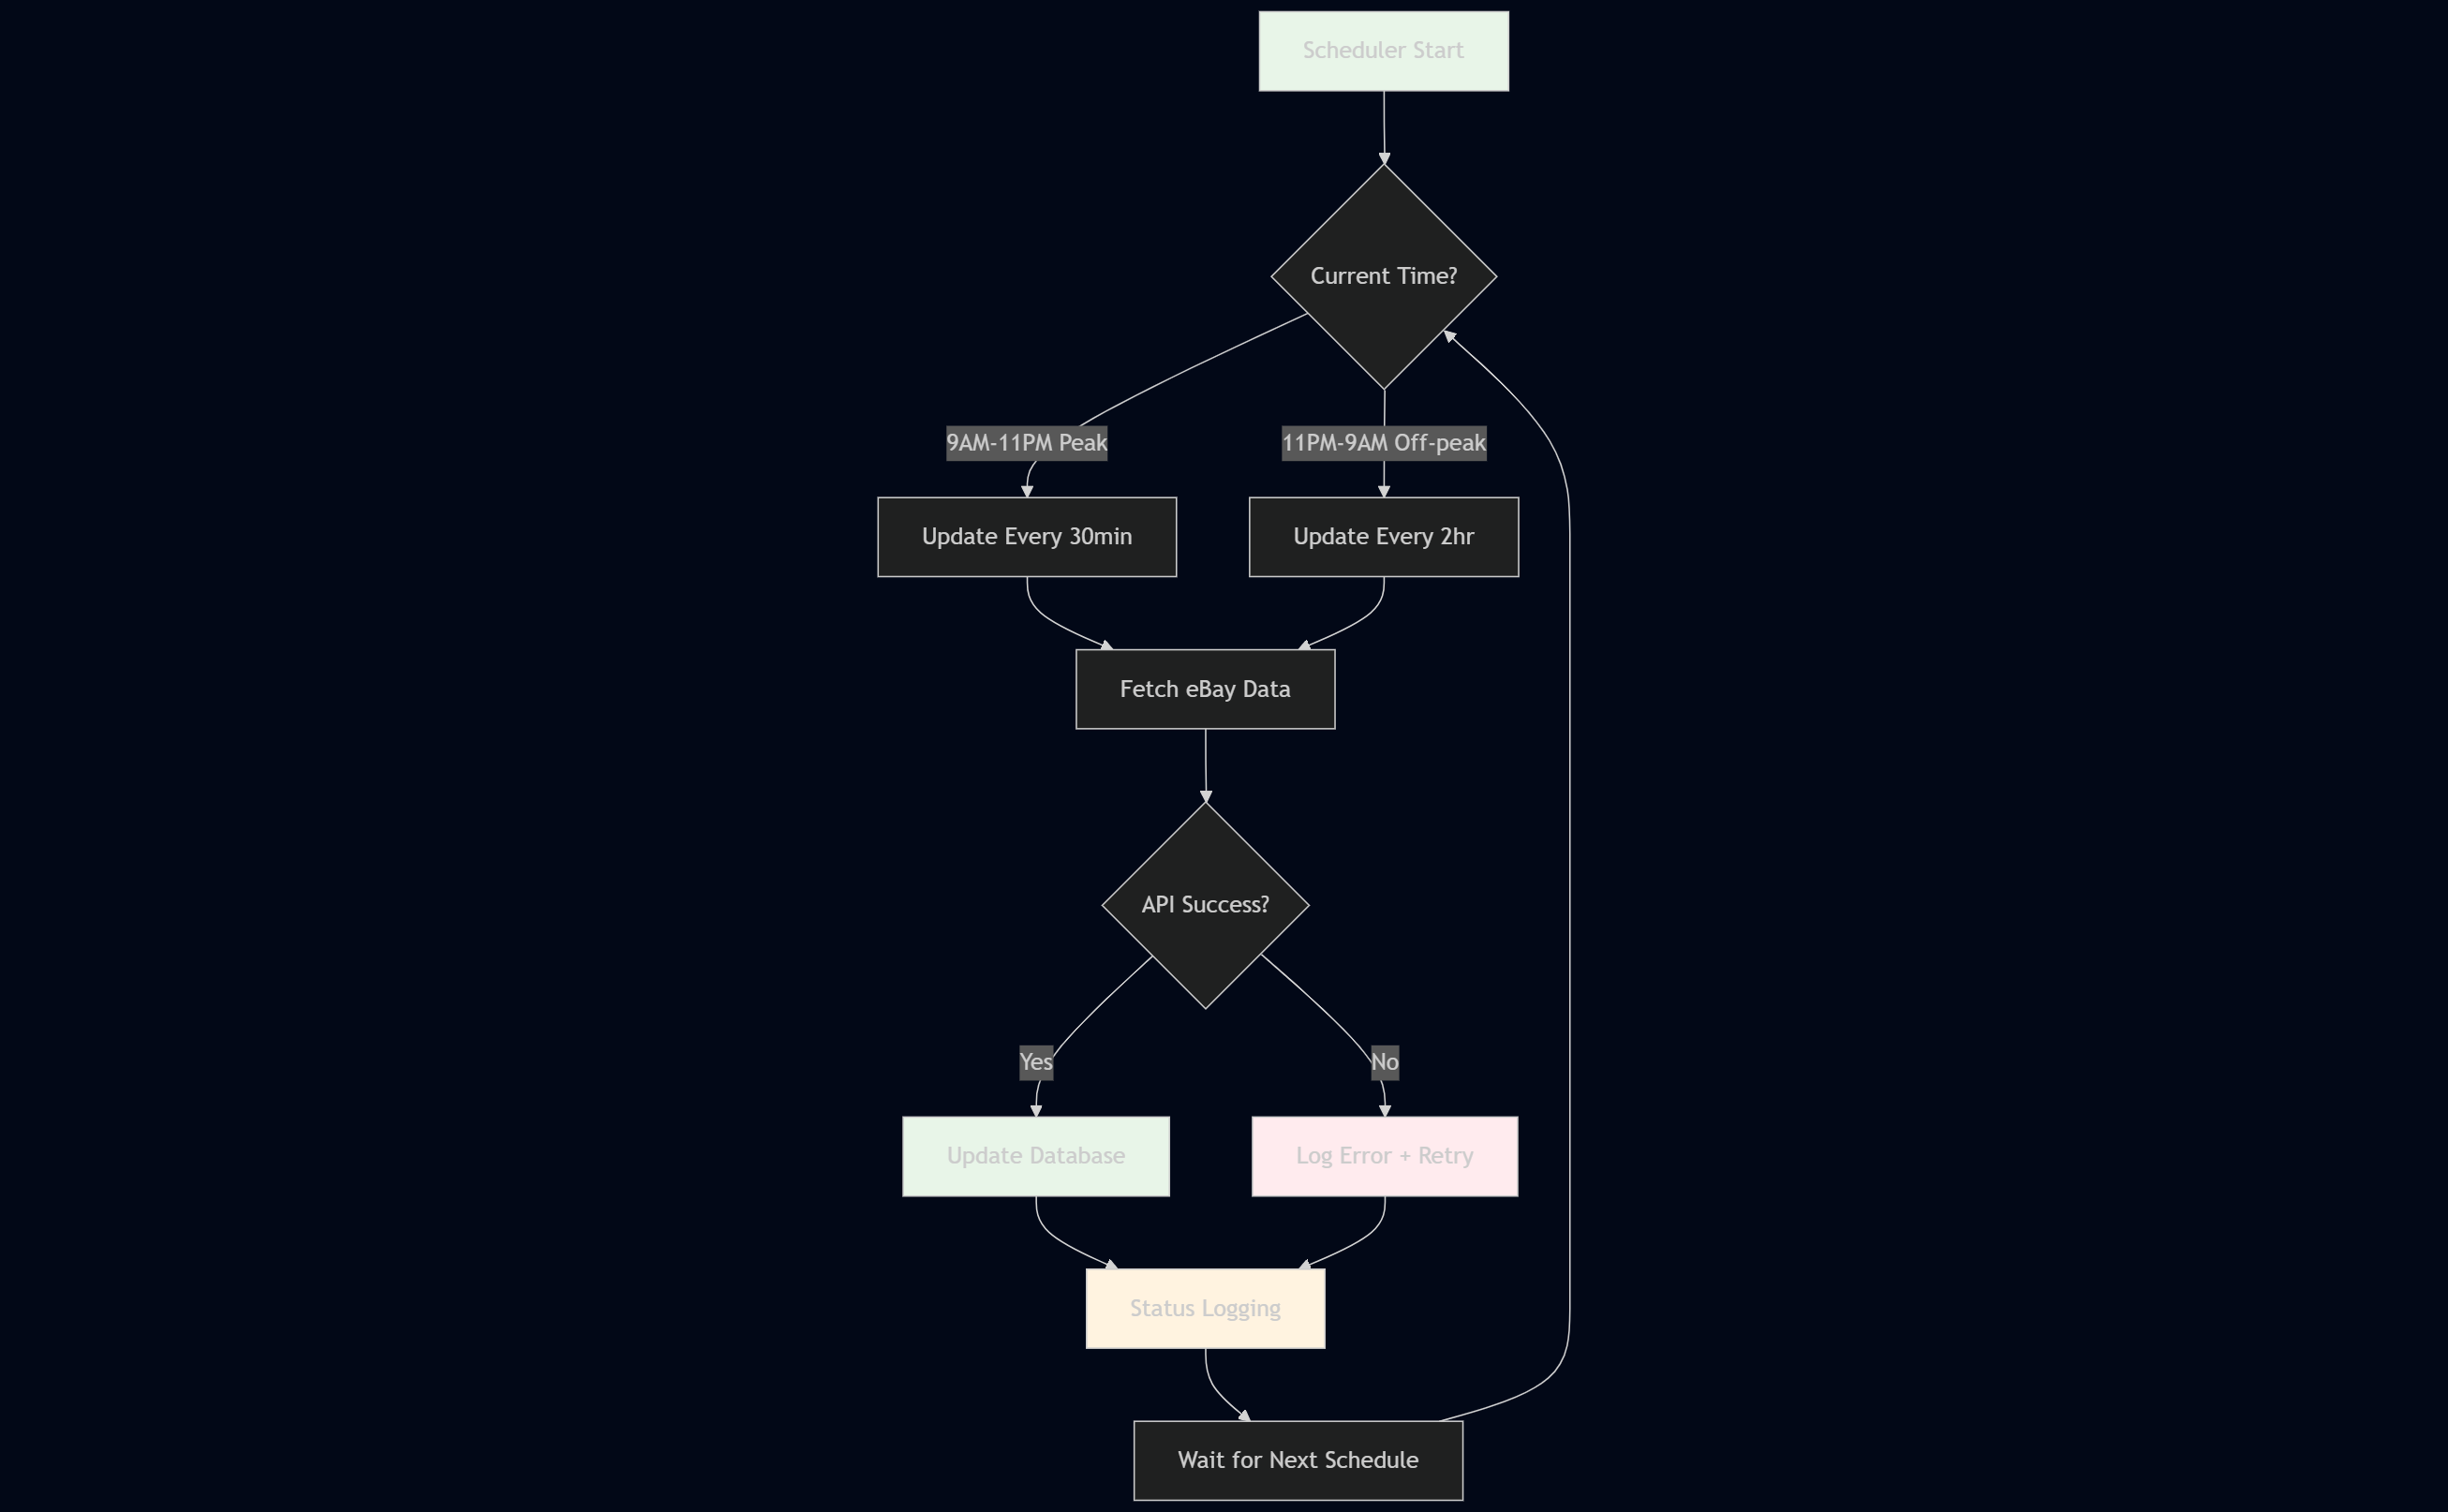 Scheduler Start
Current Time?
9AM-11PM Peak
11PM-9AM Off-peak
Update Every 30min
Update Every 2hr
Fetch eBay Data
API Success?
Yes
No
Update Database
Log Error + Retry
Status Logging
Wait for Next Schedule